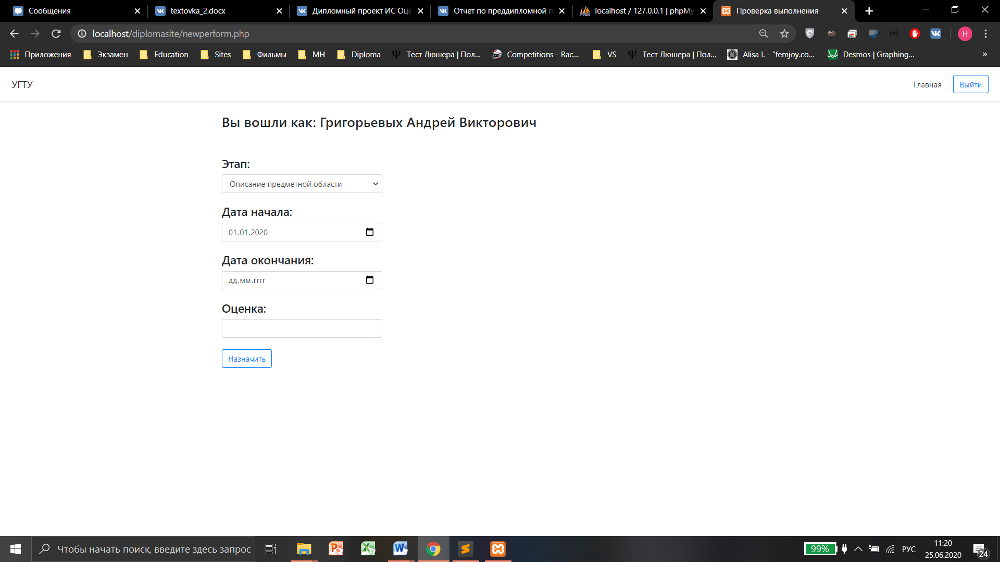 Сообщения
textovka_2.docx
Дипломный проект ИС Оце
Отчет по преддипломной п
localhost / 127.0.0.1 | phpMy
Проверка выполнения
localhost/diplomasite/newperform.php
Н
Приложения
Экзамен
Education
Sites
Фильмы
МН
Diploma
Тест Люшера | Пол...
Competitions - Rac...
VS
Тест Люшера | Пол...
Alisa I. - "femjoy.co...
Desmos | Graphing...
»
УГТУ
Главная
Выйти
Вы вошли как: Григорьевых Андрей Викторович
Этап:
Описание предметной области
Дата начала:
01.01.2020
Дата окончания:
дд.мм.гггг
Оценка:
Назначить
Чтобы начать поиск, введите здесь запрос
99%
РУС
11:20
25.06.2020
24